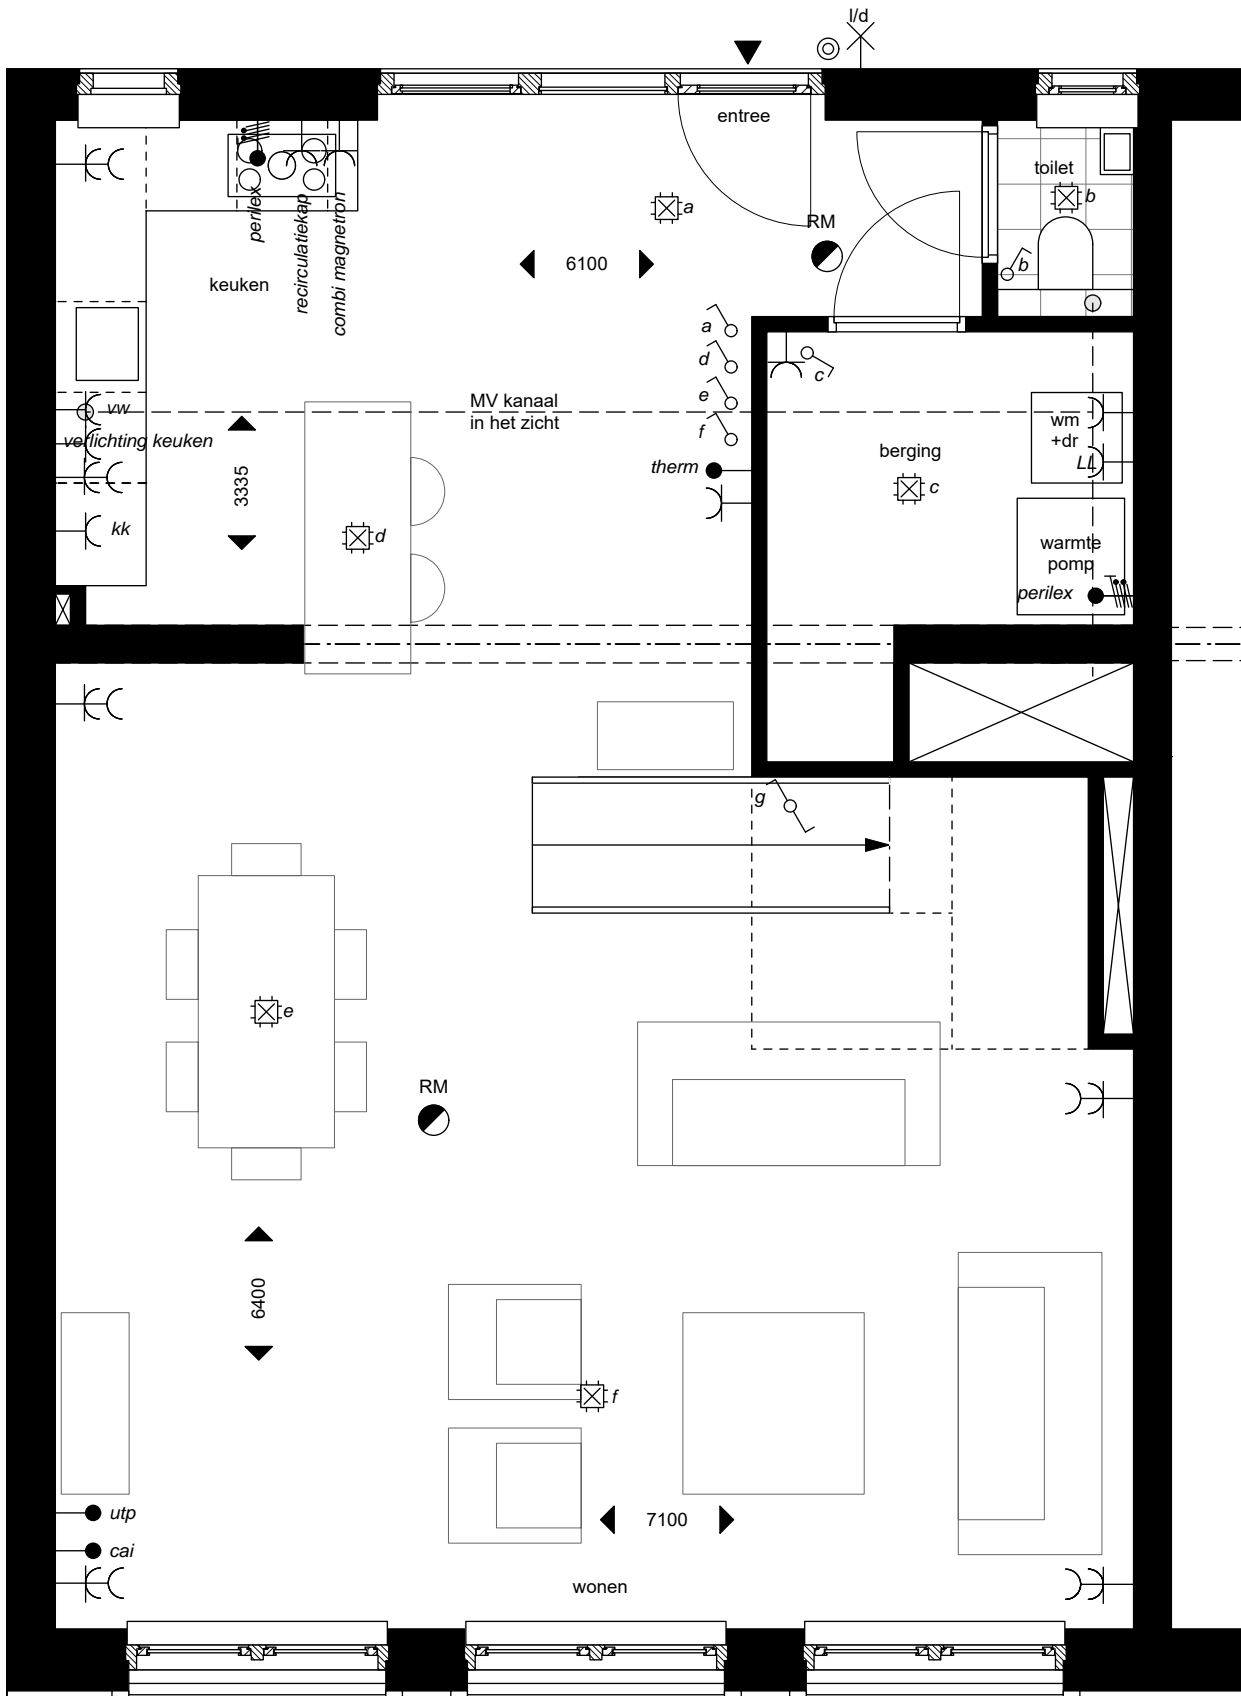 l/d
entree
toilet
b
b
a
RM
6100
keuken
perilex
recirculatiekap
combi magnetron
a
d
e
f
c
MV kanaal
in het zicht
vw
verlichting keuken
kk
3335
d
therm
berging
c
wm
+dr
LL
warmte
pomp
perilex
g
e
RM
6400
f
7100
utp
cai
wonen